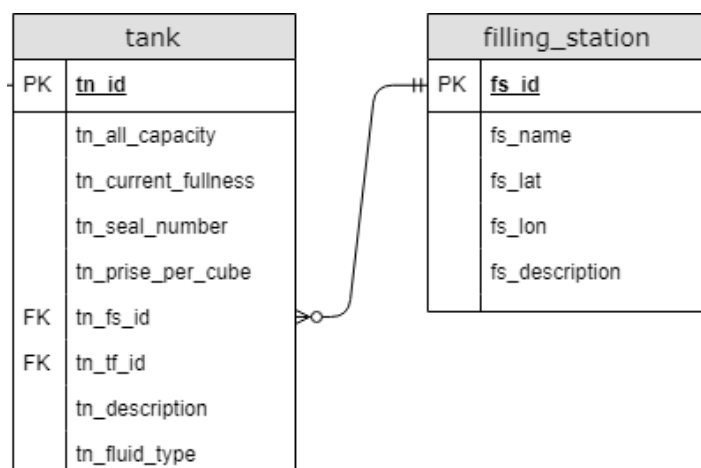 tank
PK tn_id
tn_all_capacity
tn_current_fullness
tn_seal_number
tn_prise_per_cube
FK tn_fs_id
FK tn_tf_id
tn_description
tn_fluid_type
filling_station
PK fs_id
fs_name
fs_lat
fs_lon
fs_description